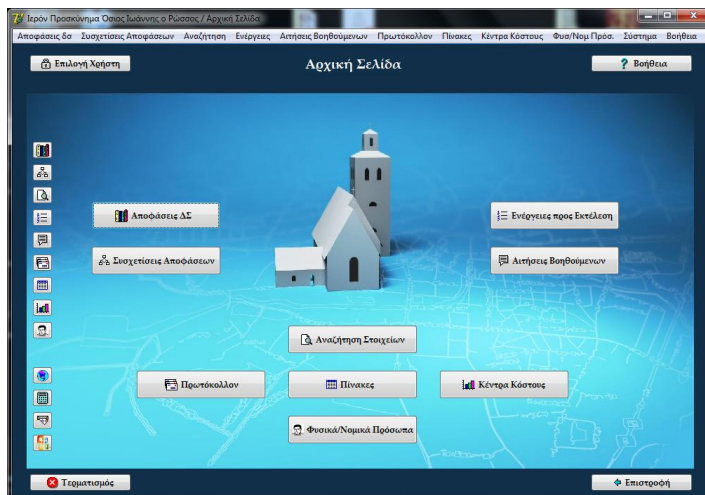 Ιερόν Προσκύνημα Όσιος Ιωάννης ο Ρώσσος / Αρχική Σελίδα
Αποφάσεις δσ Συσχετίσεις Αποφάσεων Αναζήτηση Ενέργειες Αιτήσεις Βοηθούμενων Πρωτόκολλον Πίνακες Κέντρα Κόστους Φυσ/Νομ Πρόσ. Σύστημα Βοήθεια
Επιλογή Χρήστη Αρχική Σελίδα ? Βοήθεια
Αποφάσεις ΔΣ Ενέργειες προς Εκτέλεση
Συσχετίσεις Αποφάσεων Αιτήσεις Βοηθούμενων
Αναζήτηση Στοιχείων
Πρωτόκολλον Πίνακες Κέντρα Κόστους
Φυσικά/Νομικά Πρόσωπα
Τερματισμός Επιστροφή